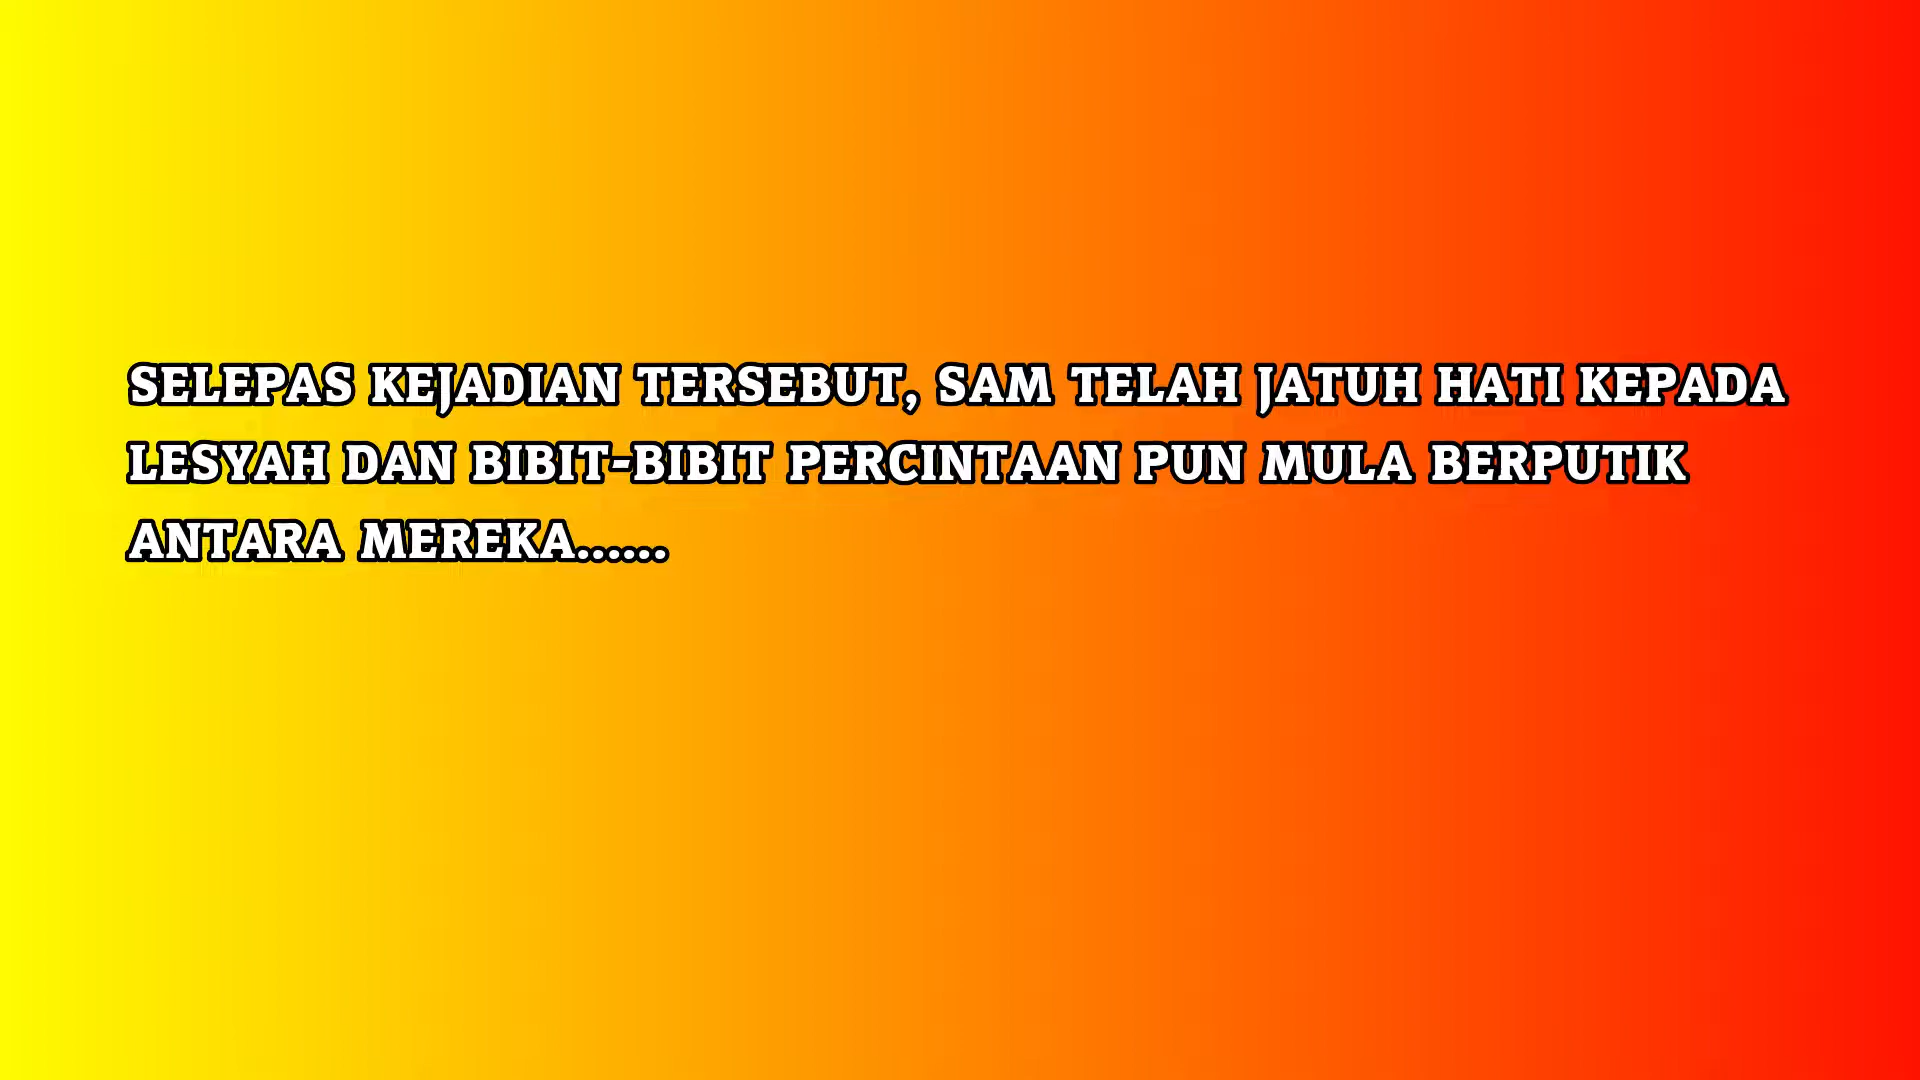 SELEPAS KEJADIAN TERSEBUT, SAM TELAH JATUH HATI KEPADA
LESYAH DAN BIBIT-BIBIT PERCINTAAN PUN MULA BERPUTIK
ANTARA MEREKA......